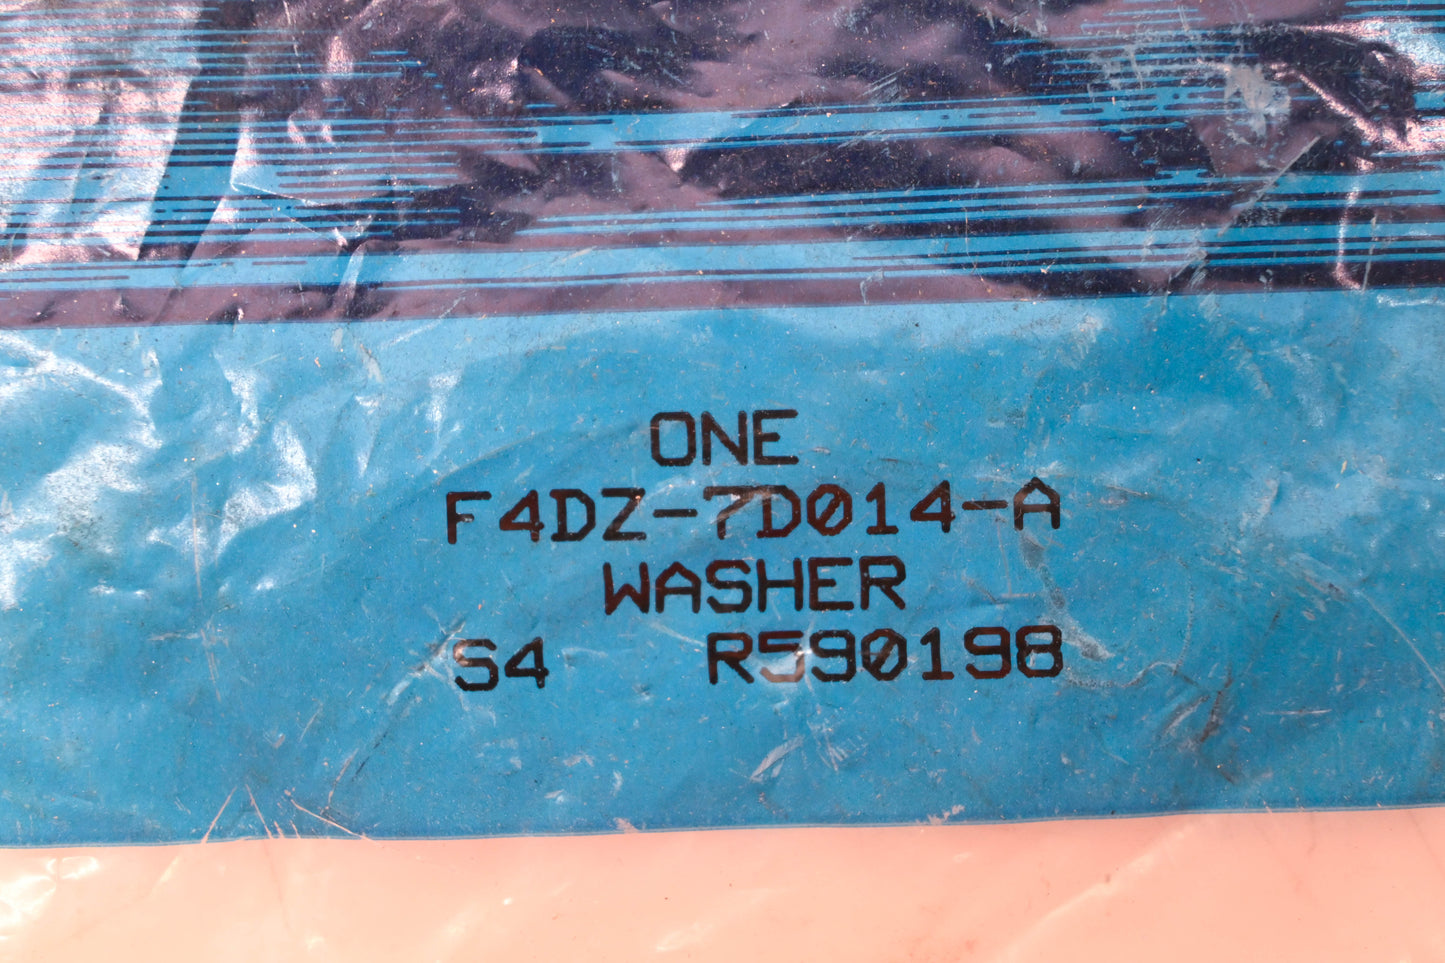 ONE
F4DZ-7D014-A
WASHER
S4 R590198